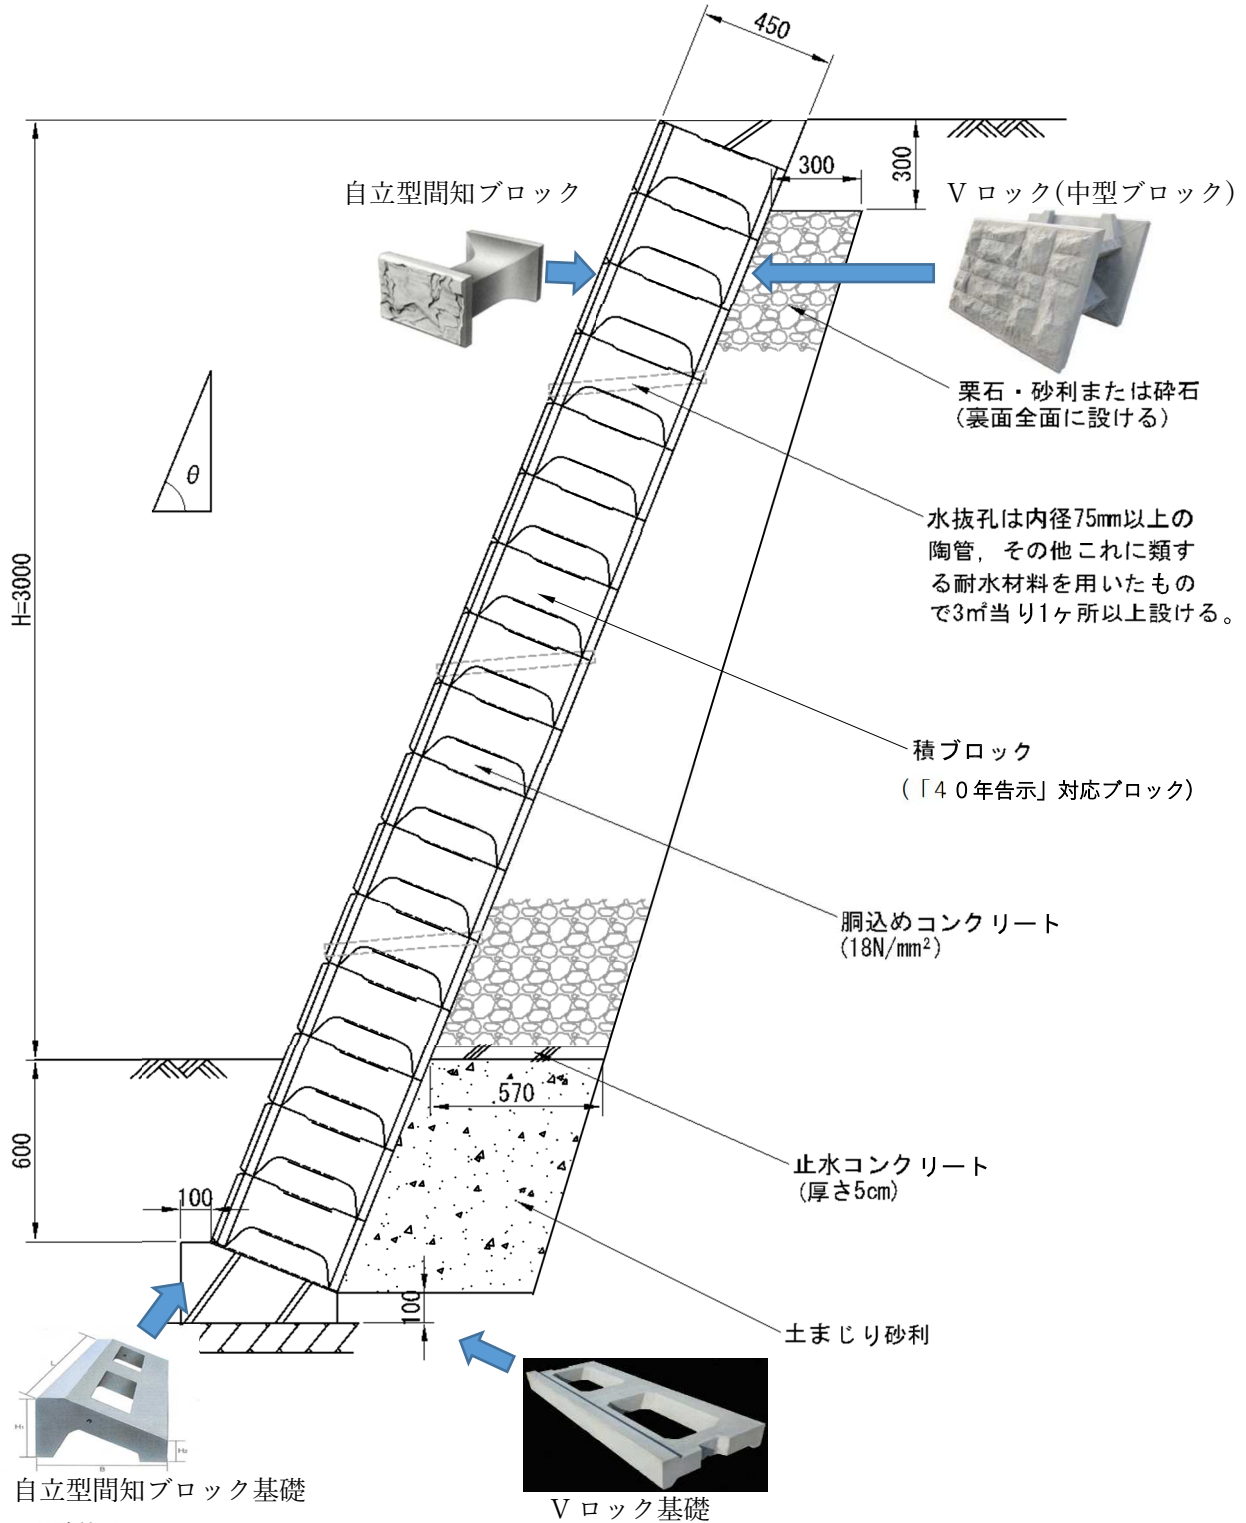 450
300
300
自立型間知ブロック
Vロック(中型ブロック)
栗石・砂利または砕石
(裏面全面に設ける)
θ
水抜孔は内径75mm以上の
陶管，その他これに類す
る耐水材料を用いたもの
で3㎡当り1ヶ所以上設ける。
H=3000
積ブロック
(「４０年告示」対応ブロック)
胴込めコンクリート
(18N/mm²)
570
600
止水コンクリート
(厚さ5cm)
100
100
土まじり砂利
L
H₁
H₂
B
自立型間知ブロック基礎
Vロック基礎